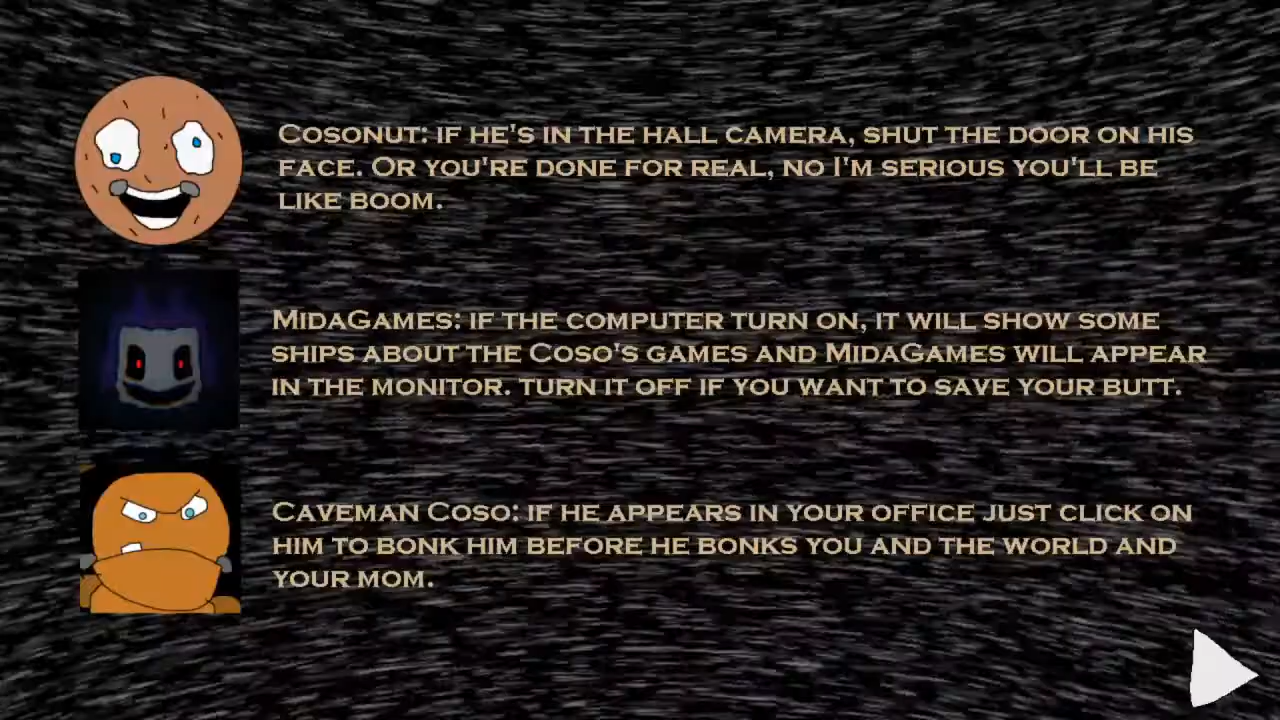 Cosonut: if he's in the hall camera, shut the door on his
face. Or you're done for real, no I'm serious you'll be
like boom.
MidaGames: if the computer turn on, it will show some
ships about the Coso's games and MidaGames will appear
in the monitor. turn it off if you want to save your butt.
Caveman Coso: if he appears in your office just click on
him to bonk him before he bonks you and the world and
your mom.